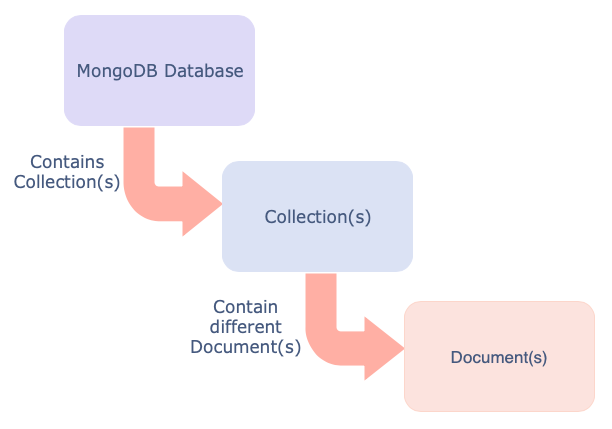 MongoDB Database
Contains
Collection(s)
Collection(s)
Contain
different
Document(s)
Document(s)